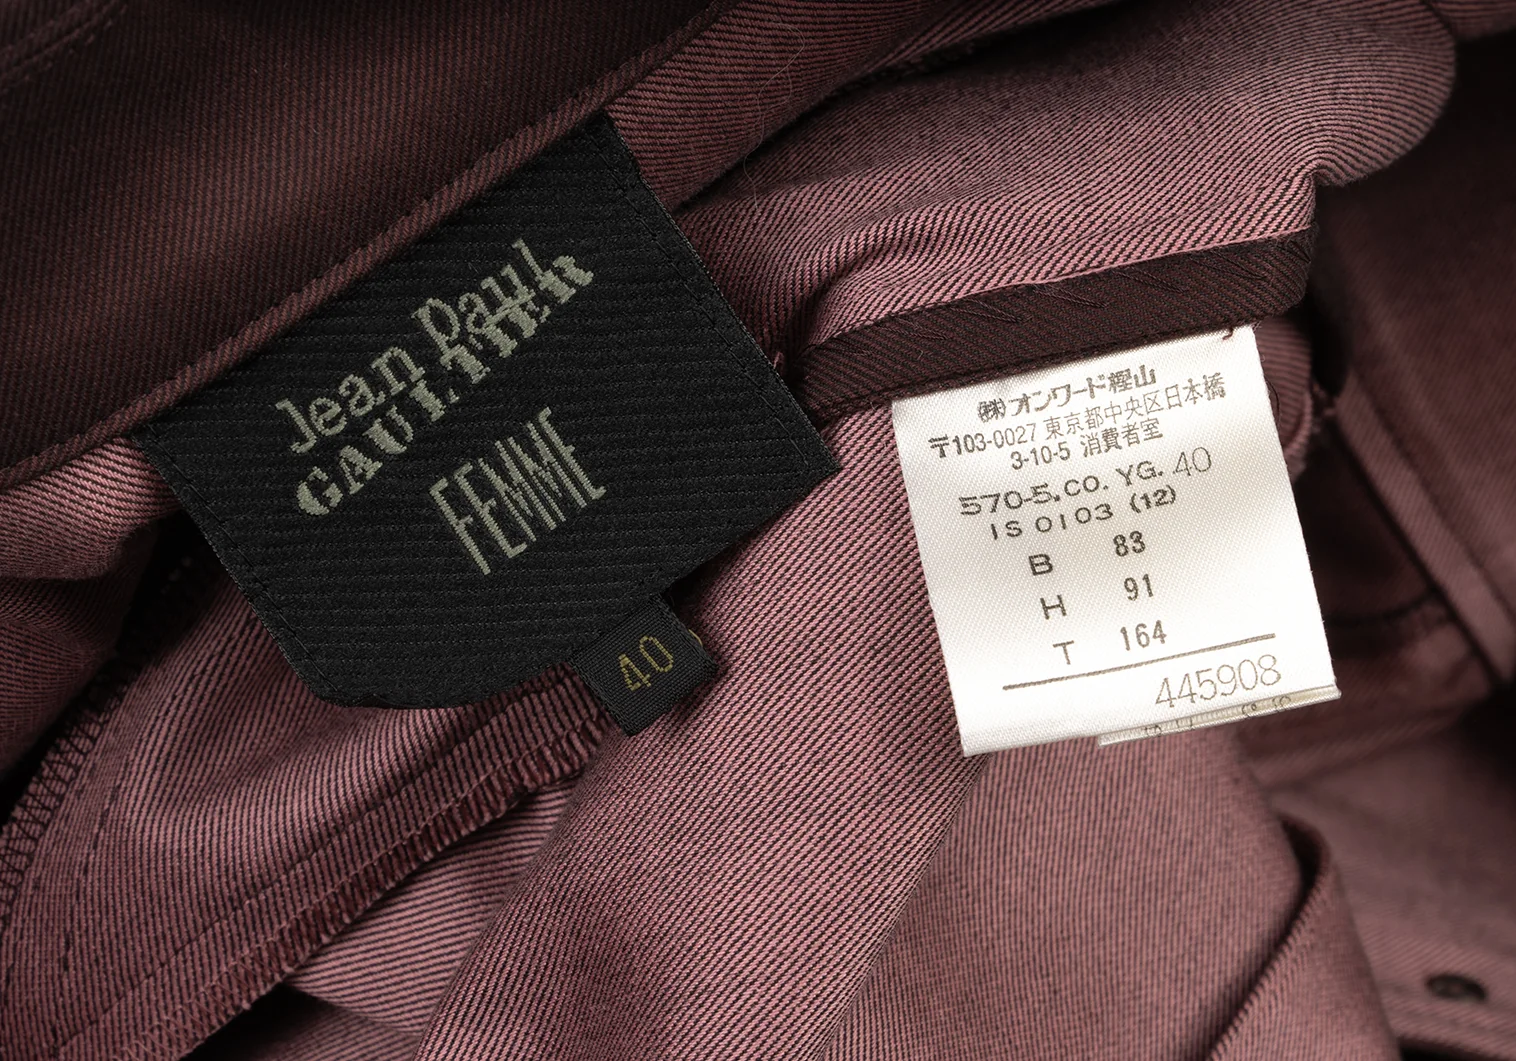 Jean Paul
GAULTIER
FEMME
40
㈱オンワード樫山
〒103-0027 東京都中央区日本橋
3-10-5 消費者室
570-5.CO. YG. 40
IS 0103 (12)
B 83
H 91
T 164
445908